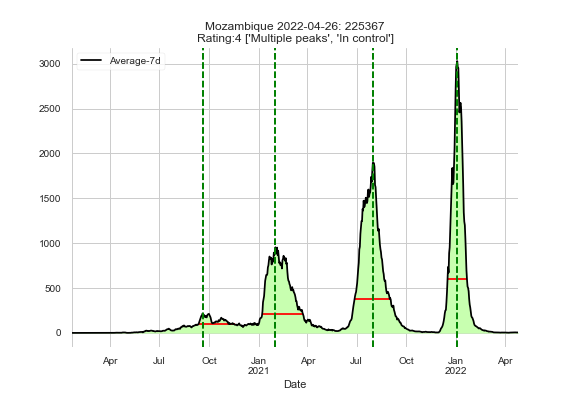 Mozambique 2022-04-26: 225367
Rating:4 ['Multiple peaks', 'In control']
Average-7d
3000
2500
2000
1500
1000
500
0
Apr Jul Oct Jan Apr Jul Oct Jan Apr
2021 2022
Date